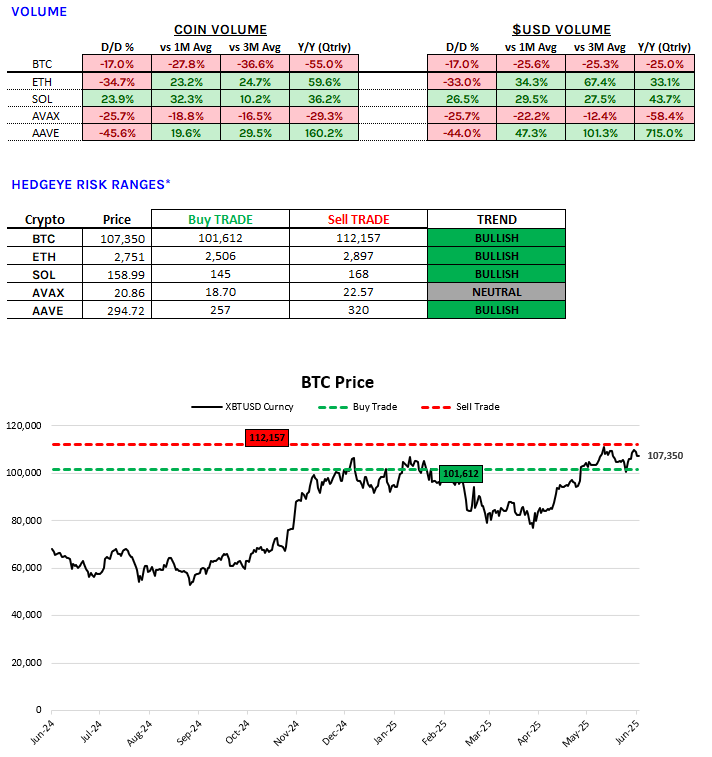 VOLUME
COIN VOLUME $USD VOLUME
D/D % vs 1M Avg vs 3M Avg Y/Y (Qtrly) D/D % vs 1M Avg vs 3M Avg Y/Y (Qtrly)
BTC -17.0% -27.8% -36.6% -55.0% -17.0% -25.6% -25.3% -25.0%
ETH -34.7% 23.2% 24.7% 59.6% -33.0% 34.3% 67.4% 33.1%
SOL 23.9% 32.3% 10.2% 36.2% 26.5% 29.5% 27.5% 43.7%
AVAX -25.7% -18.8% -16.5% -29.3% -25.7% -22.2% -12.4% -58.4%
AAVE -45.6% 19.6% 29.5% 160.2% -44.0% 47.3% 101.3% 715.0%
HEDGEYE RISK RANGES*
Crypto Price Buy TRADE Sell TRADE TREND
BTC 107,350 101,612 112,157 BULLISH
ETH 2,751 2,506 2,897 BULLISH
SOL 158.99 145 168 BULLISH
AVAX 20.86 18.70 22.57 NEUTRAL
AAVE 294.72 257 320 BULLISH
BTC Price
XBTUSD Curncy Buy Trade Sell Trade
120,000
112,157
107,350
100,000
101,612
80,000
60,000
40,000
20,000
0
Jun-24 Jul-24 Aug-24 Sep-24 Oct-24 Nov-24 Dec-24 Jan-25 Feb-25 Mar-25 Apr-25 May-25 Jun-25